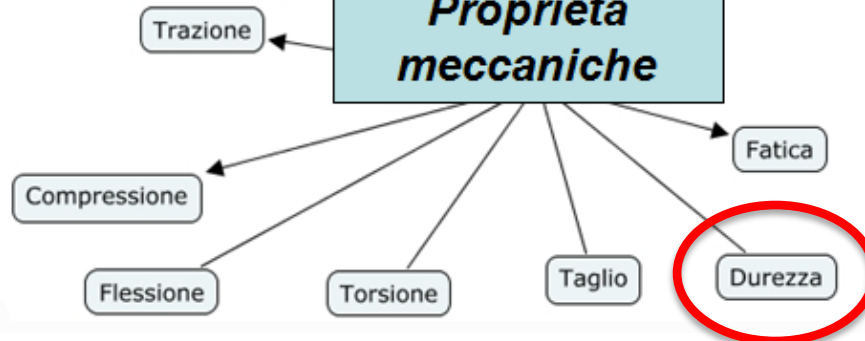 Proprietà
meccaniche
Trazione
Fatica
Compressione
Flessione
Torsione
Taglio
Durezza